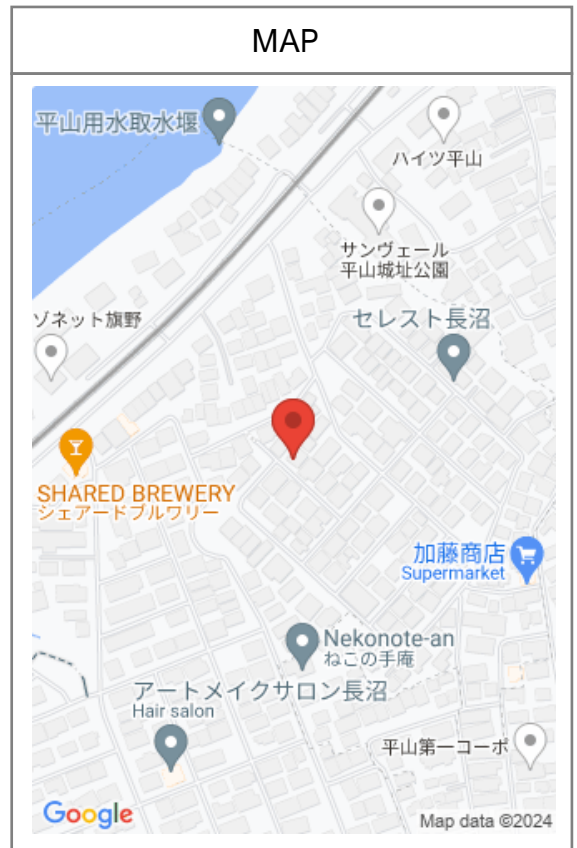 MAP
平山用水取水堰
ハイツ平山
サンヴェール
平山城址公園
ゾネット旗野
セレスト長沼
SHARED BREWERY
シェアードブルワリー
加藤商店
Supermarket
Nekonote-an
ねこの手庵
アートメイクサロン長沼
Hair salon
平山第一コーポ
Google
Map data ©2024